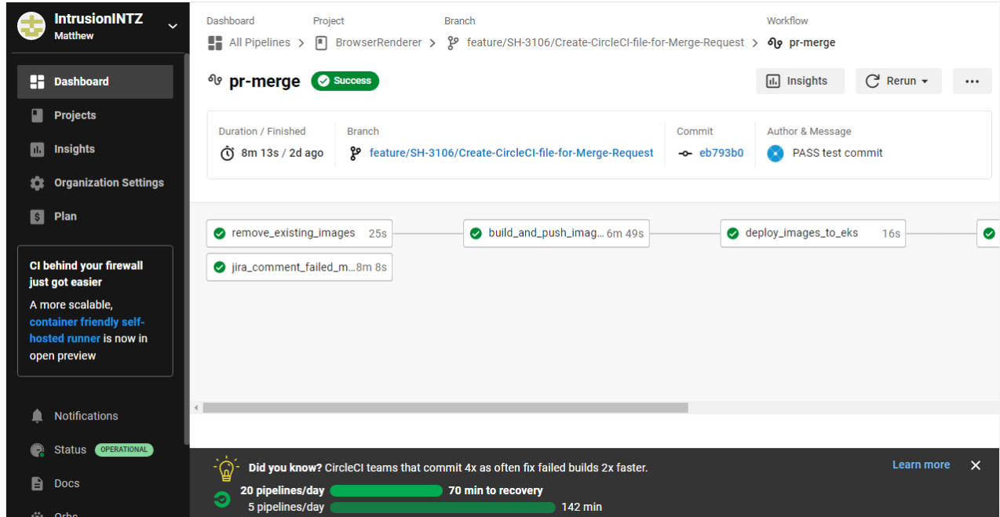 IntrusionINTZ
Matthew
Dashboard
Projects
Insights
Organization Settings
Plan
CI behind your firewall
just got easier
A more scalable,
container friendly self-
hosted runner is now in
open preview
Notifications
Status OPERATIONAL
Docs
Orbs
Dashboard Project Branch Workflow
All Pipelines > BrowserRenderer > feature/SH-3106/Create-CircleCI-file-for-Merge-Request > pr-merge
pr-merge Success Insights Rerun ...
Duration / Finished Branch Commit Author & Message
8m 13s / 2d ago feature/SH-3106/Create-CircleCI-file-for-Merge-Request eb793b0 PASS test commit
remove_existing_images 25s build_and_push_imag... 6m 49s deploy_images_to_eks 16s
jira_comment_failed_m... 8m 8s
Did you know? CircleCI teams that commit 4x as often fix failed builds 2x faster. Learn more
20 pipelines/day 70 min to recovery
5 pipelines/day 142 min